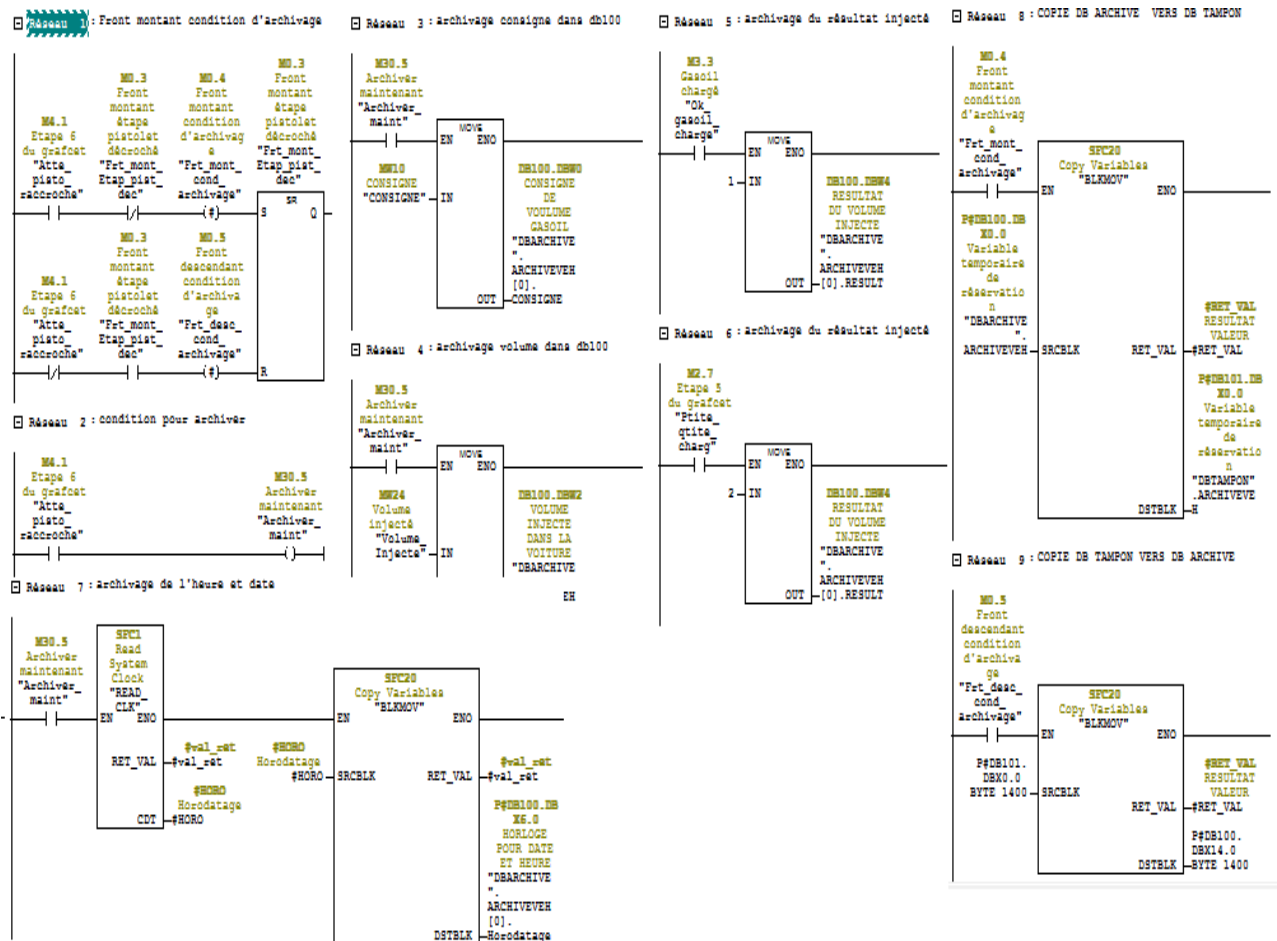 Réseau 1 : Front montant condition d'archivage
M0.3
Front
montant
étape
pistolet
décroché
"Frt_mont_
Etap_pist_
dec"
M0.4
Front
montant
condition
d'archivag
e
"Frt_mont_
cond_
archivage"
M0.3
Front
montant
étape
pistolet
décroché
"Frt_mont_
Etap_pist_
dec"
M4.1
Etape 6
du grafcet
"Atte_
pisto_
raccroche"
SR
S Q
(#)
M0.3
Front
montant
étape
pistolet
décroché
"Frt_mont_
Etap_pist_
dec"
M0.5
Front
descendant
condition
d'archiva
ge
"Frt_desc_
cond_
archivage"
M4.1
Etape 6
du grafcet
"Atte_
pisto_
raccroche"
(#)
R
Réseau 2 : condition pour archiver
M4.1
Etape 6
du grafcet
"Atte_
pisto_
raccroche"
M30.5
Archiver
maintenant
"Archiver_
maint"
Réseau 3 : archivage consigne dans db100
M30.5
Archiver
maintenant
"Archiver_
maint"
MOVE
EN ENO
MW10
CONSIGNE
"CONSIGNE"
IN
DB100.DBW0
CONSIGNE
DE
VOULUME
GASOIL
"DBARCHIVE
".
ARCHIVEVEH
[0].
OUT CONSIGNE
Réseau 4 : archivage volume dans db100
M30.5
Archiver
maintenant
"Archiver_
maint"
MOVE
EN ENO
MW24
Volume
injecté
"Volume_
Injecte"
IN
DB100.DBW2
VOLUME
INJECTE
DANS LA
VOITURE
"DBARCHIVE
EH
Réseau 5 : archivage du résultat injecté
M3.3
Gasoil
chargé
"Ok_
gasoil_
charge"
MOVE
EN ENO
1 IN
DB100.DBW4
RESULTAT
DU VOLUME
INJECTE
"DBARCHIVE
".
ARCHIVEVEH
OUT [0].RESULT
Réseau 6 : archivage du résultat injecté
M2.7
Etape 5
du grafcet
"Ptite_
qtite_
charg"
MOVE
EN ENO
2 IN
DB100.DBW4
RESULTAT
DU VOLUME
INJECTE
"DBARCHIVE
".
ARCHIVEVEH
OUT [0].RESULT
Réseau 7 : archivage de l'heure et date
M30.5
Archiver
maintenant
"Archiver_
maint"
SFC1
Read
System
Clock
"READ_
CLK"
EN ENO
#val_ret
RET_VAL #val_ret
#HORO
Horodatage
CDT #HORO
SFC20
Copy Variables
"BLKMOV"
EN ENO
#HORO
Horodatage
#HORO SRCBLK
#val_ret
RET_VAL #val_ret
P#DB100.DB
X6.0
HORLOGE
POUR DATE
ET HEURE
"DBARCHIVE
".
ARCHIVEVEH
[0].
DSTBLK Horodatage
Réseau 8 : COPIE DB ARCHIVE VERS DB TAMPON
M0.4
Front
montant
condition
d'archivag
e
"Frt_mont_
cond_
archivage"
SFC20
Copy Variables
"BLKMOV"
EN ENO
P#DB100.DB
X0.0
Variable
temporaire
de
réservatio
n
"DBARCHIVE
".
ARCHIVEVEH SRCBLK
#RET_VAL
RESULTAT
VALEUR
RET_VAL #RET_VAL
P#DB101.DB
X0.0
Variable
temporaire
de
réservatio
n
"DBTAMPON"
.ARCHIVEVE
DSTBLK H
Réseau 9 : COPIE DB TAMPON VERS DB ARCHIVE
M0.5
Front
descendant
condition
d'archiva
ge
"Frt_desc_
cond_
archivage"
SFC20
Copy Variables
"BLKMOV"
EN ENO
P#DB101.
DBX0.0
BYTE 1400 SRCBLK
#RET_VAL
RESULTAT
VALEUR
RET_VAL #RET_VAL
P#DB100.
DBX14.0
DSTBLK BYTE 1400